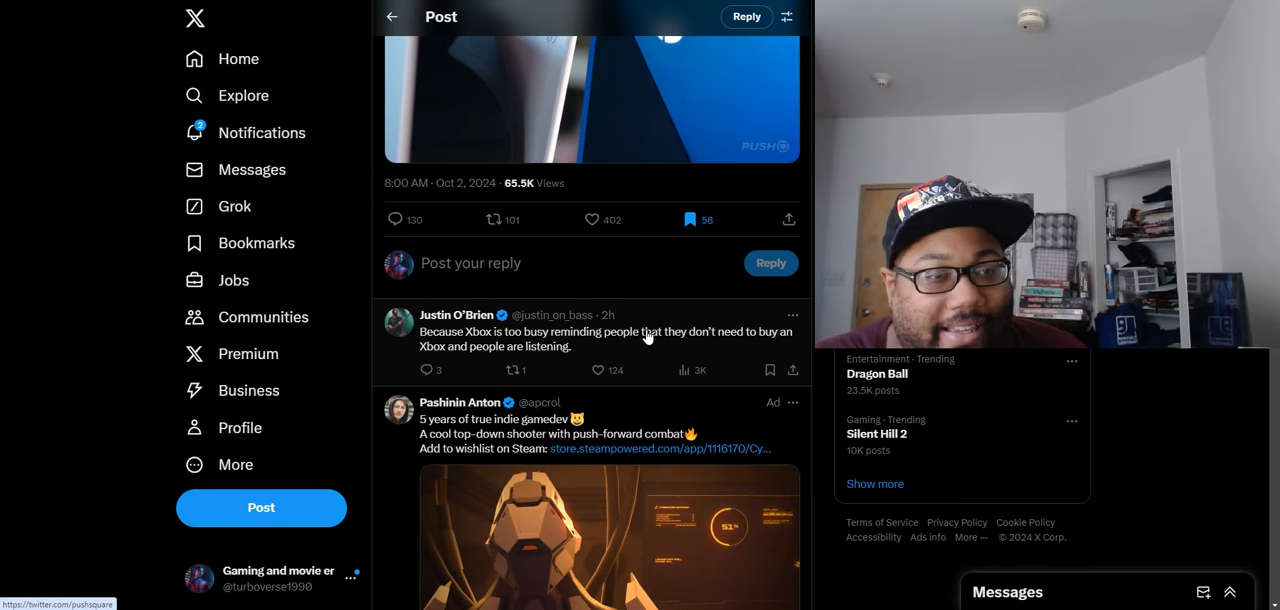 Post
Reply
Home
Explore
2
Notifications
Messages
Grok
Bookmarks
Jobs
Communities
Premium
Business
Profile
More
Post
Gaming and movie er
@turboverse1990
https://twitter.com/pushsquare
PUSH
8:00 AM · Oct 2, 2024 · 65.5K Views
130 101 402 58
Post your reply
Reply
Justin O'Brien @justin_on_bass · 2h
Because Xbox is too busy reminding people that they don't need to buy an
Xbox and people are listening.
3 1 124 3K
Pashinin Anton @apcrol Ad
5 years of true indie gamedev 😺
A cool top-down shooter with push-forward combat🔥
Add to wishlist on Steam: store.steampowered.com/app/1116170/Cy…
51%
Entertainment · Trending
Dragon Ball
23.5K posts
Gaming · Trending
Silent Hill 2
10K posts
Show more
Terms of Service Privacy Policy Cookie Policy
Accessibility Ads info More ··· © 2024 X Corp.
Messages